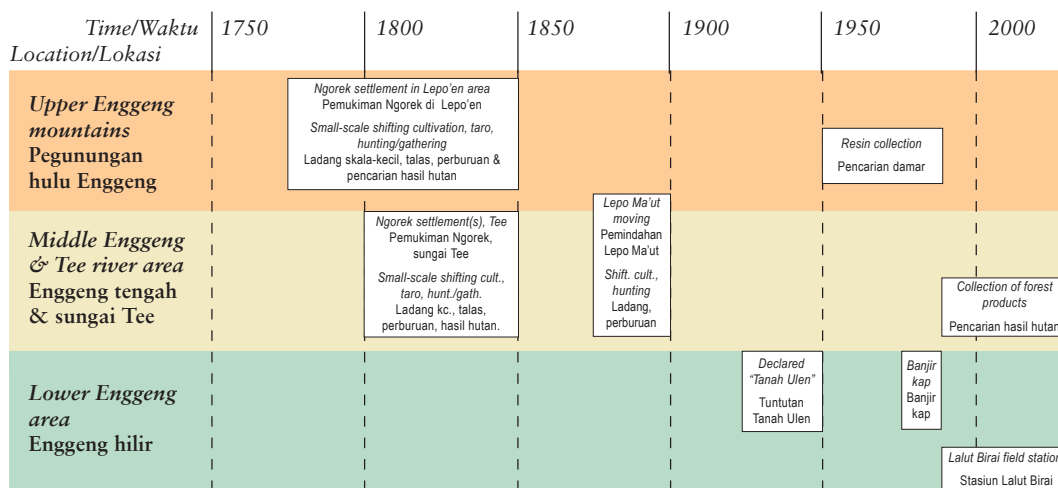 Time/Waktu
Location/Lokasi
1750
1800
1850
1900
1950
2000
Upper Enggeng
mountains
Pegunungan
hulu Enggeng
Ngorek settlement in Lepo'en area
Pemukiman Ngorek di Lepo'en
Small-scale shifting cultivation, taro,
hunting/gathering
Ladang skala-kecil, talas, perburuan &
pencarian hasil hutan
Resin collection
Pencarian damar
Middle Enggeng
& Tee river area
Enggeng tengah
& sungai Tee
Ngorek settlement(s), Tee
Pemukiman Ngorek,
sungai Tee
Small-scale shifting cult.,
taro, hunt./gath.
Ladang kc., talas,
perburuan, hasil hutan.
Lepo Ma'ut
moving
Pemindahan
Lepo Ma'ut
Shift. cult.,
hunting
Ladang,
perburuan
Collection of forest
products
Pencarian hasil hutan
Lower Enggeng
area
Enggeng hilir
Declared
"Tanah Ulen"
Tuntutan
Tanah Ulen
Banjir
kap
Banjir
kap
Lalut Birai field station
Stasiun Lalut Birai